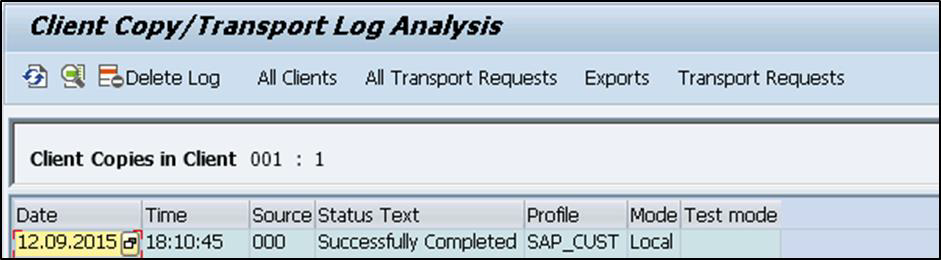 Client Copy/Transport Log Analysis
Delete Log All Clients All Transport Requests Exports Transport Requests
Client Copies in Client 001 : 1
Date Time Source Status Text Profile Mode Test mode
12.09.2015 18:10:45 000 Successfully Completed SAP_CUST Local